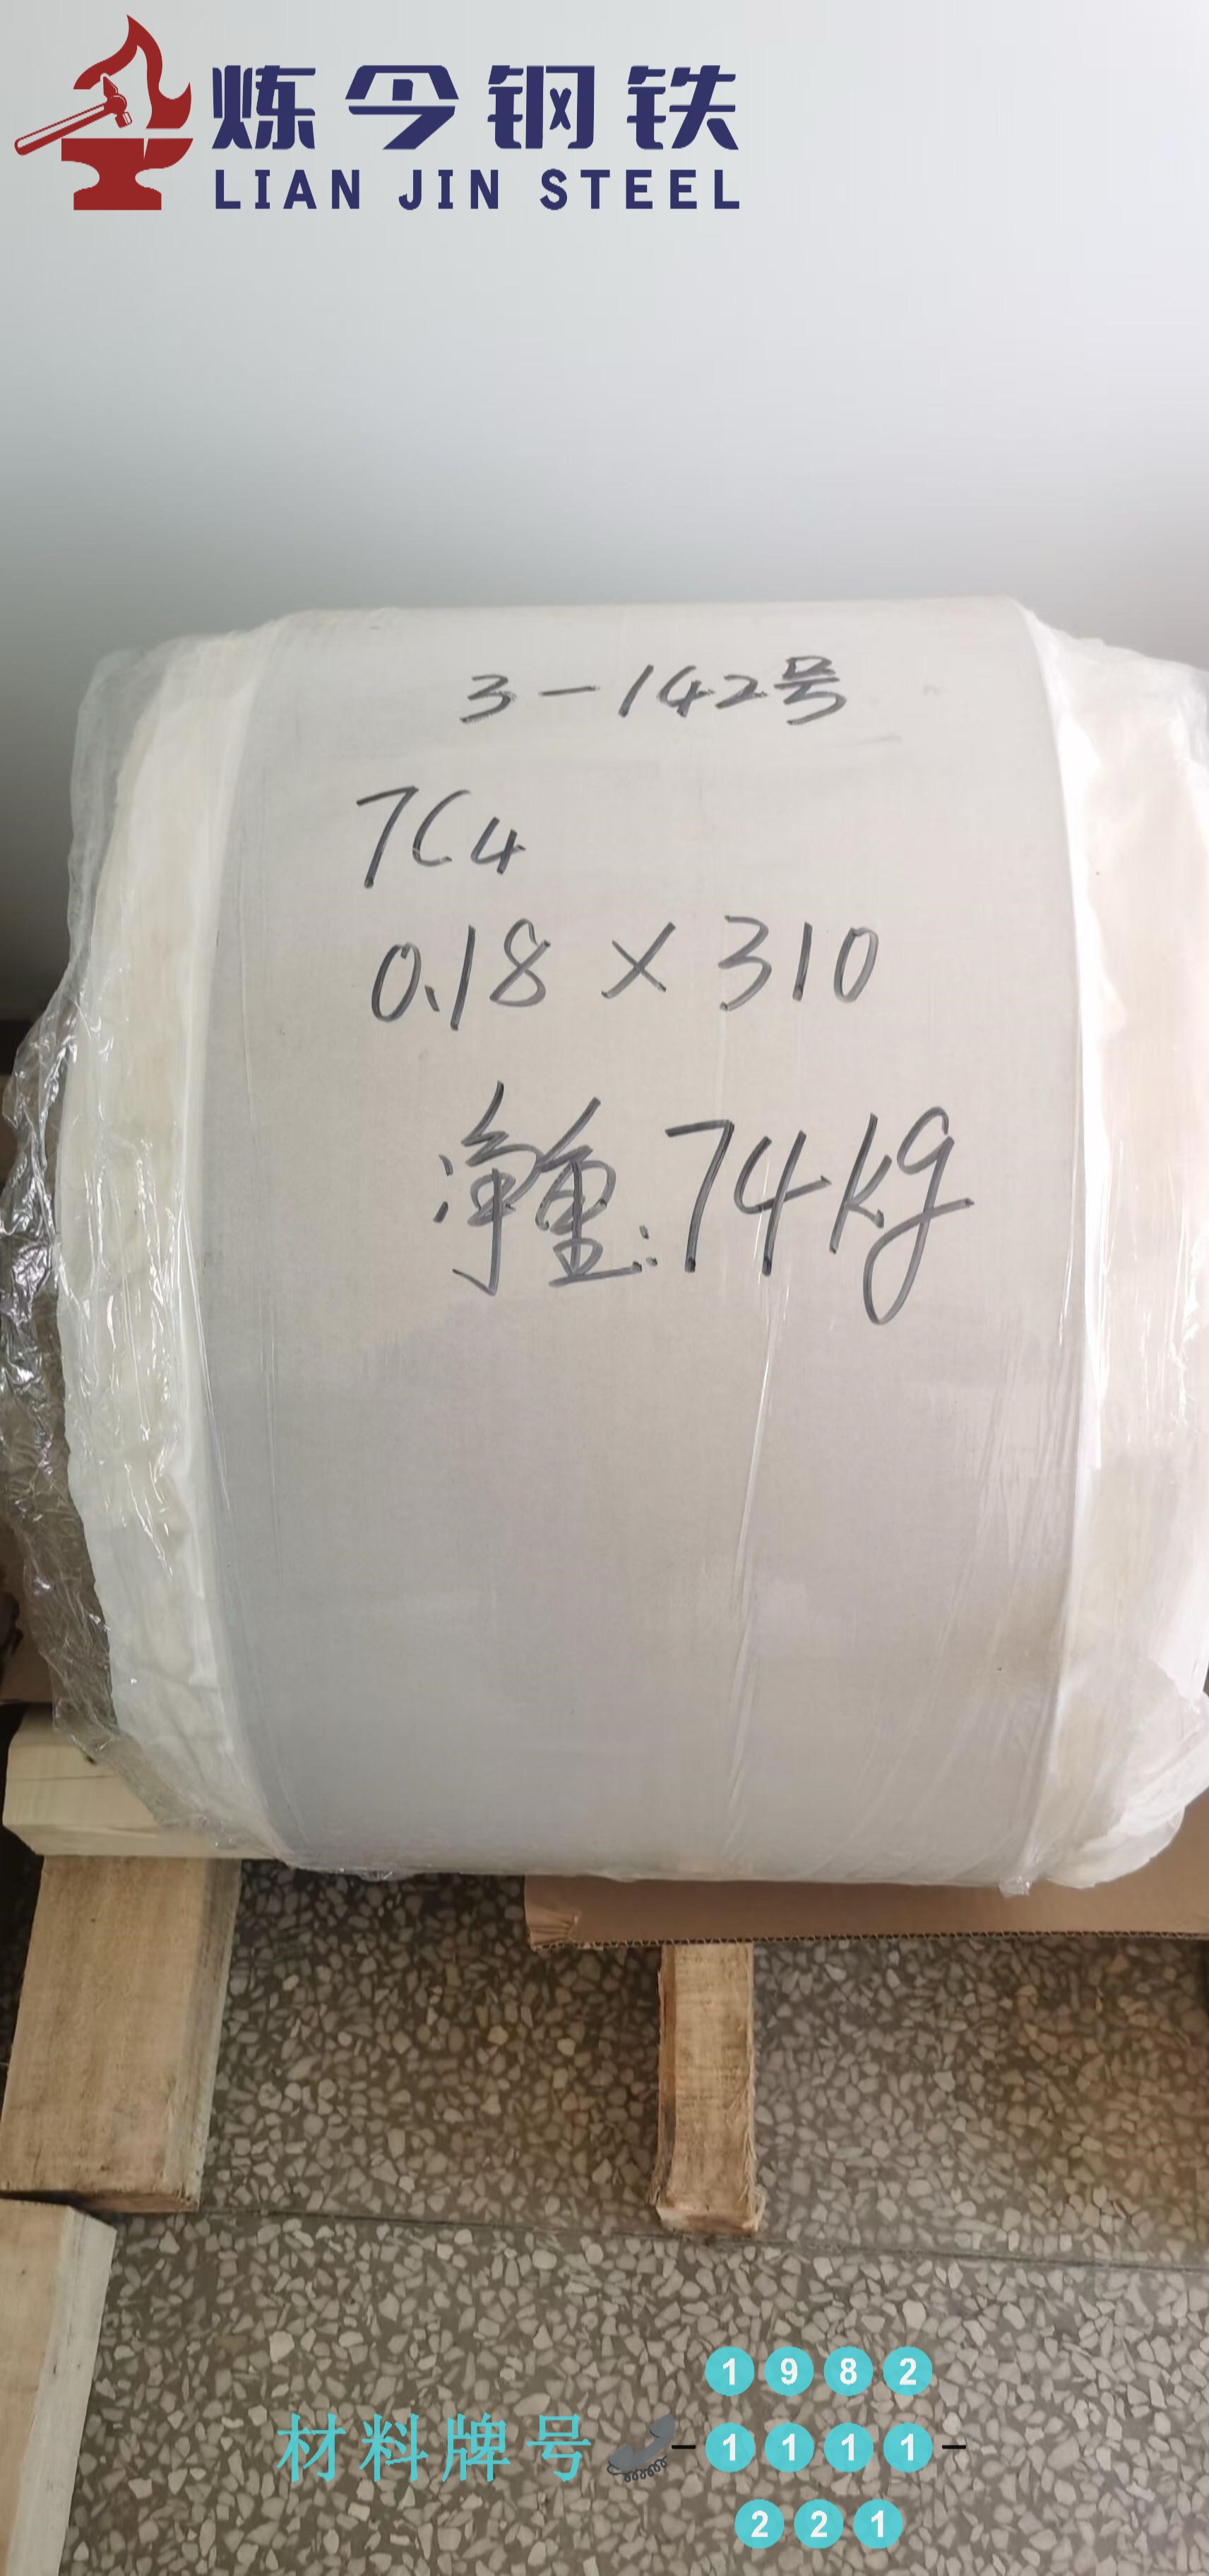 炼今钢铁
LIAN JIN STEEL
3-142号
TC4
0.18×310
净重:74kg
1982
材料牌号 -1111-
221